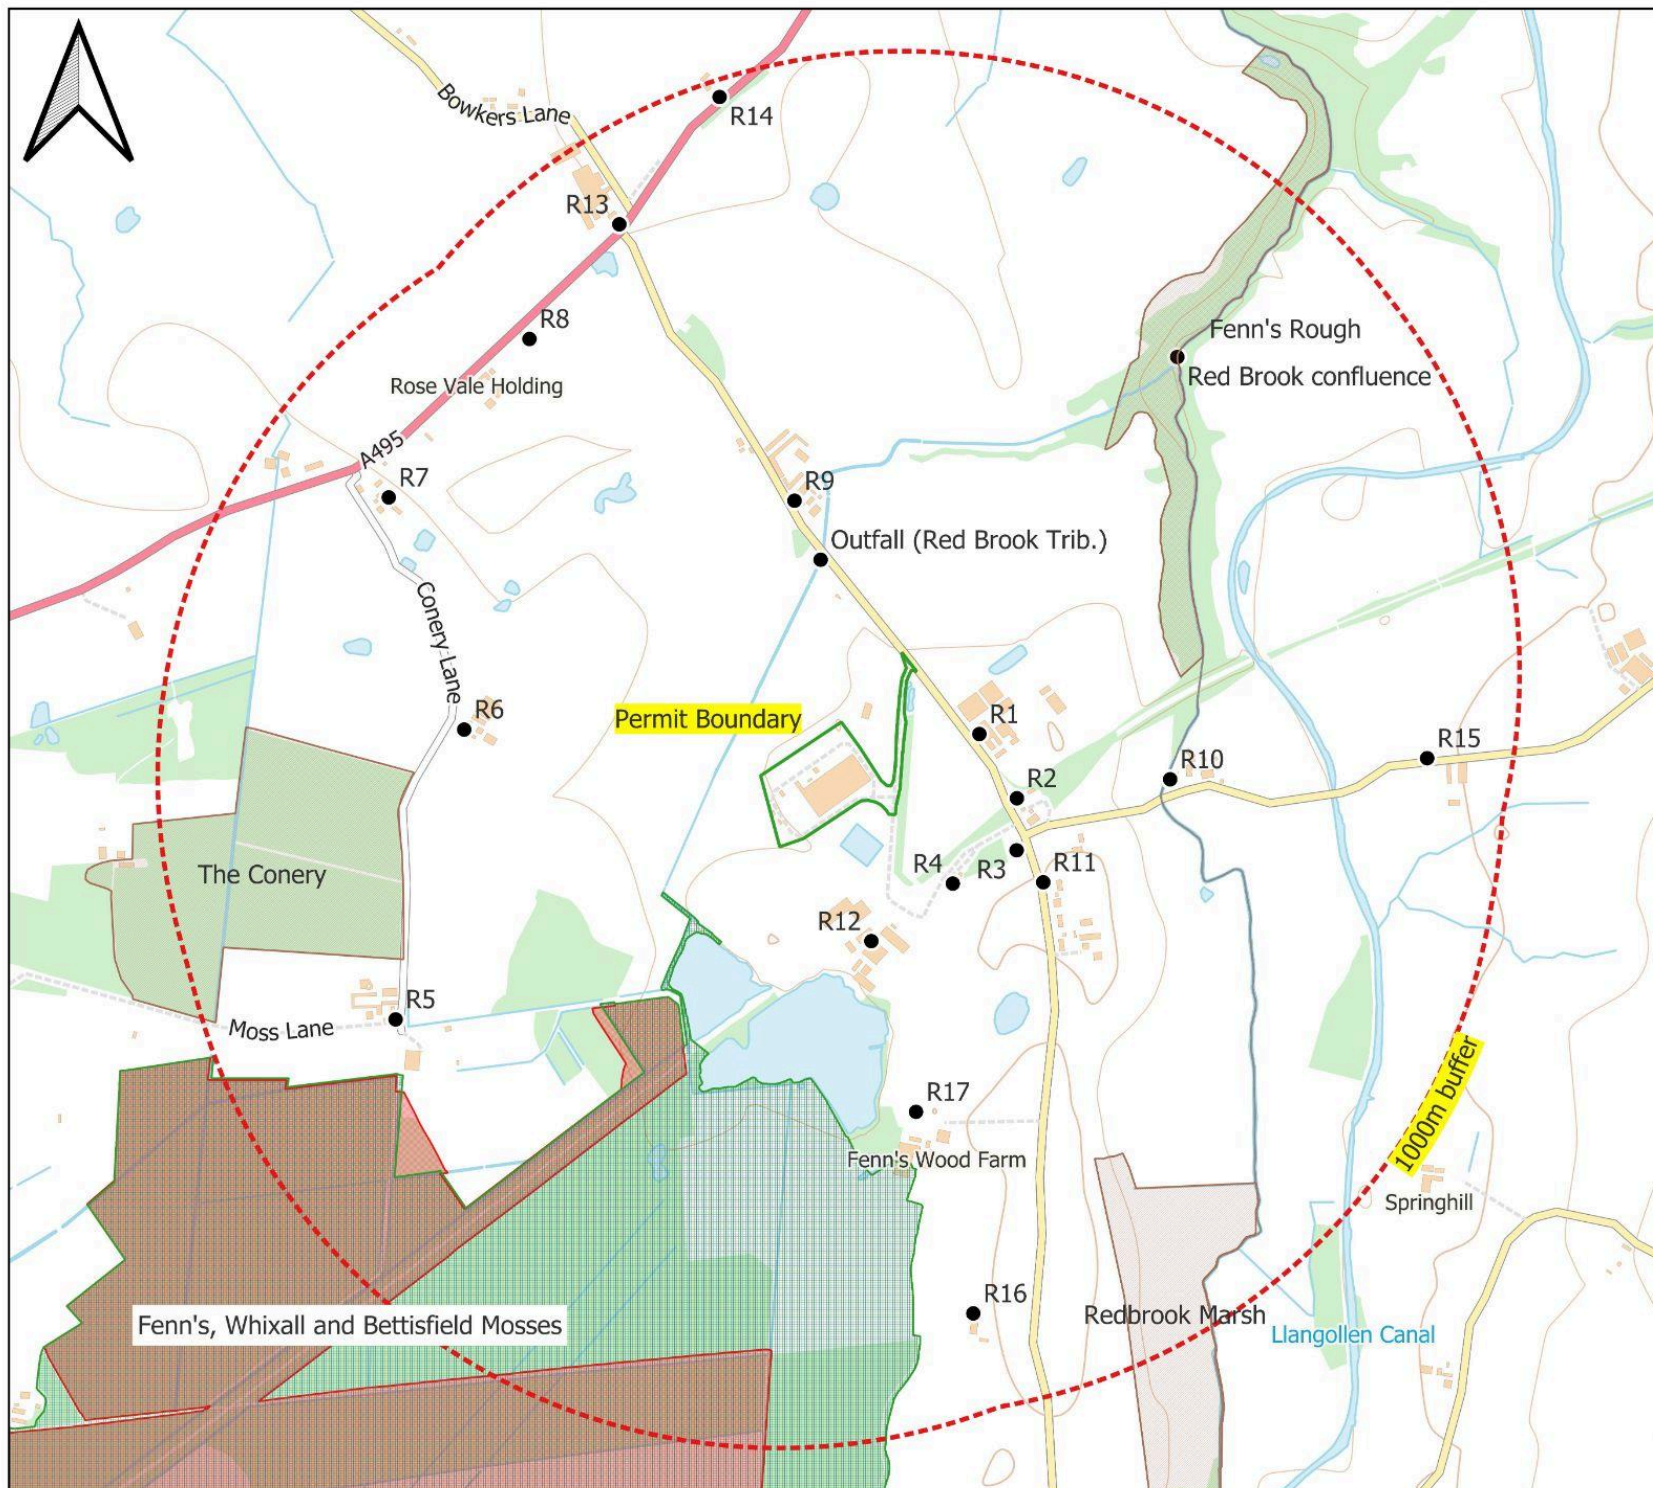 Bowkers Lane
R14
R13
R8
Fenn's Rough
Rose Vale Holding
Red Brook confluence
A495
R7
R9
Outfall (Red Brook Trib.)
Conery Lane
R6
Permit Boundary
R1
R15
R10
R2
The Conery
R4
R3
R11
R12
R5
Moss Lane
1000m buffer
R17
Fenn's Wood Farm
Springhill
R16
Fenn's, Whixall and Bettisfield Mosses
Redbrook Marsh
Llangollen Canal